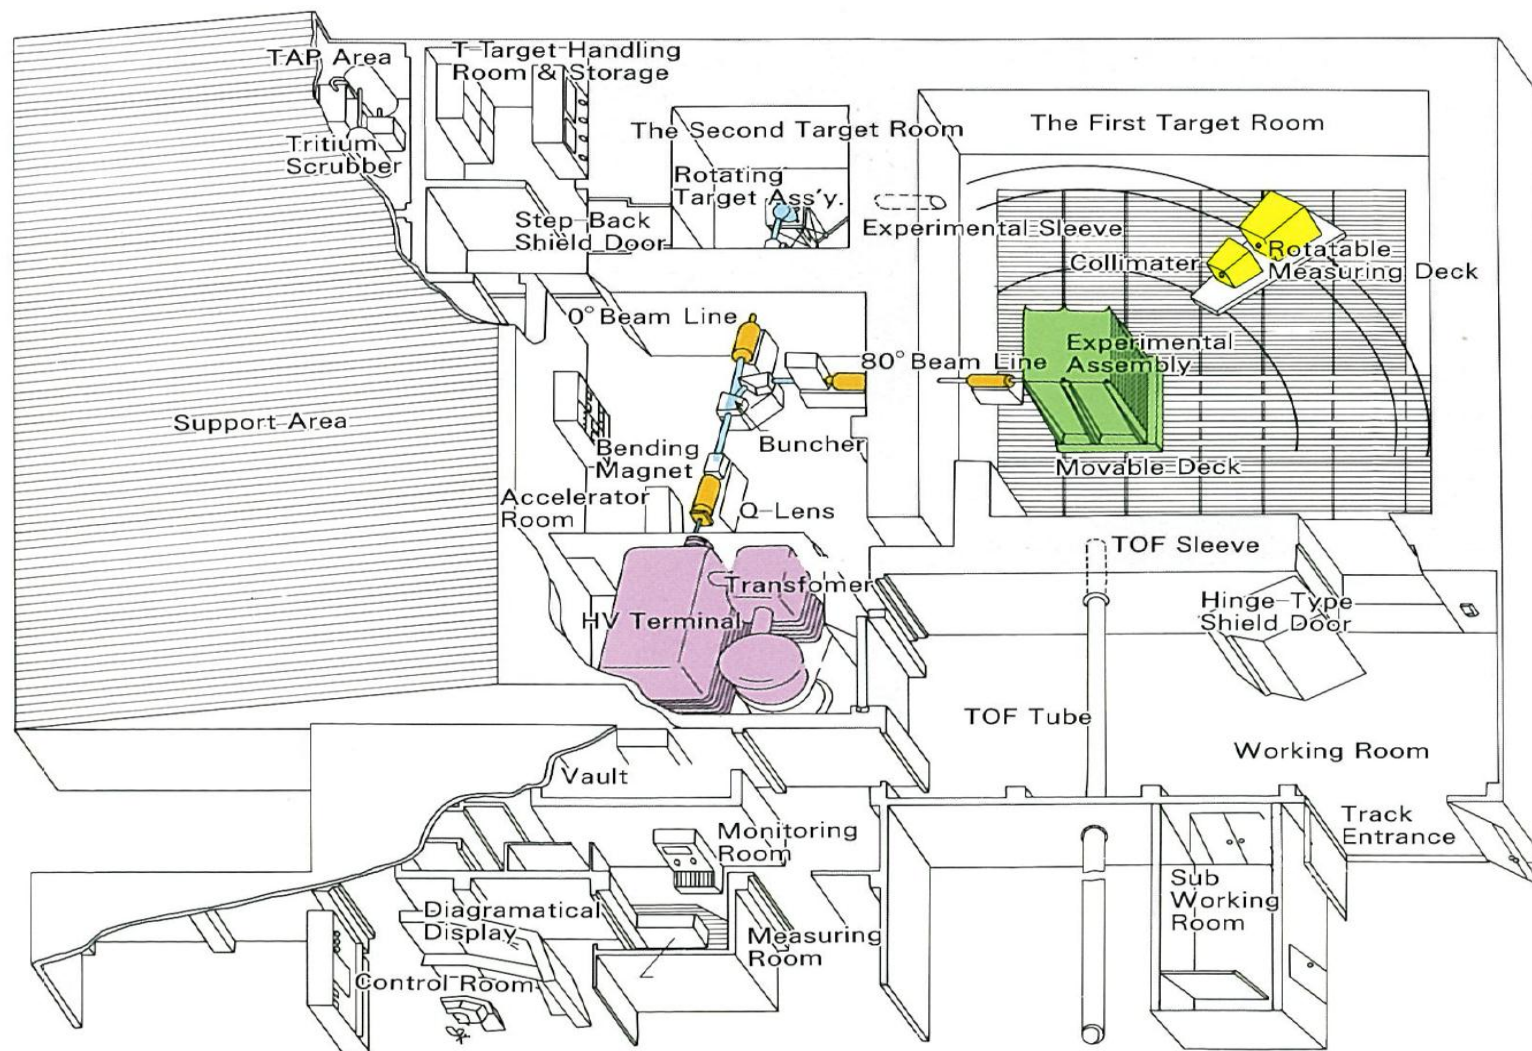 TAP Area
T-Target Handling
Room & Storage
Tritium
Scrubber
The Second Target Room
The First Target Room
Rotating
Target Ass'y.
Step-Back
Shield Door
Experimental Sleeve
Collimater
Rotatable
Measuring Deck
0° Beam Line
80° Beam Line
Experimental
Assembly
Support Area
Bending
Magnet
Buncher
Movable Deck
Accelerator
Room
Q-Lens
TOF Sleeve
Transfomer
HV Terminal
Hinge-Type
Shield Door
TOF Tube
Working Room
Vault
Monitoring
Room
Track
Entrance
Diagramatical
Display
Sub
Working
Room
Measuring
Room
Control Room